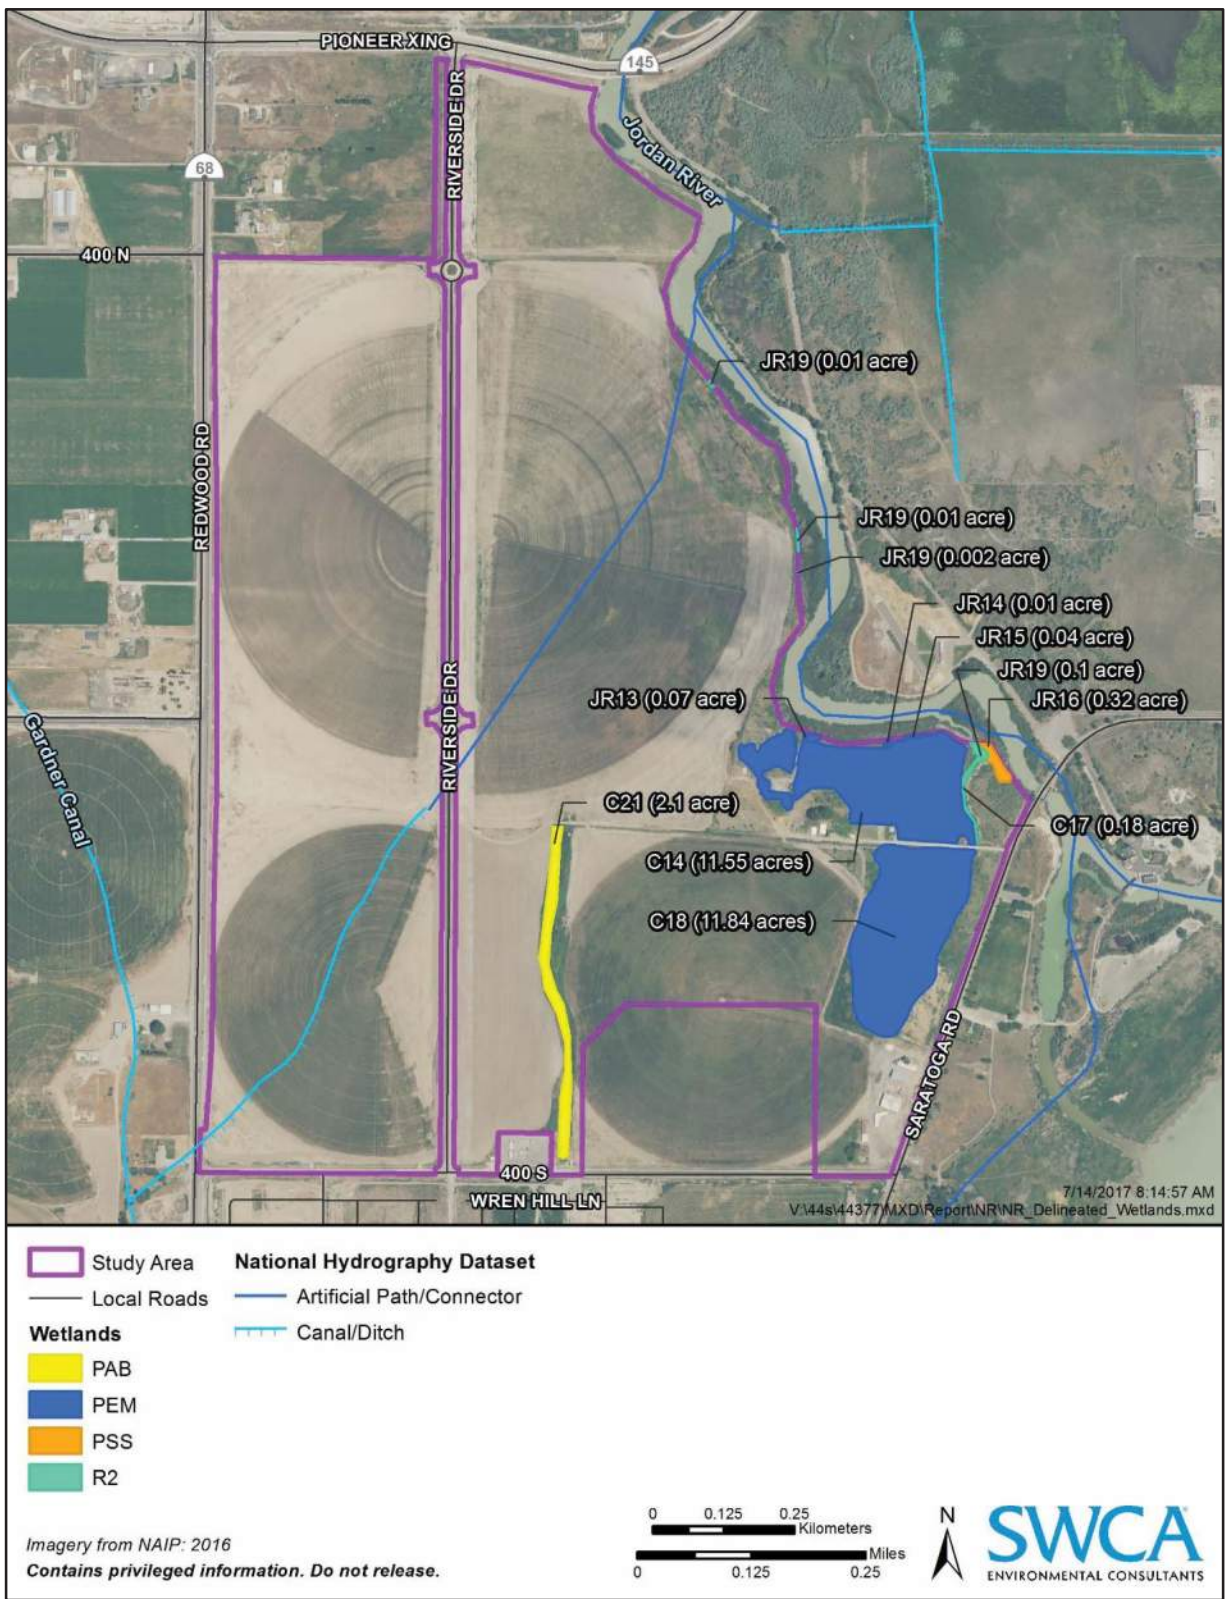 PIONEER XING
145
RIVERSIDE DR
Jordan River
68
400 N
JR19 (0.01 acre)
REDWOOD RD
JR19 (0.01 acre)
JR19 (0.002 acre)
JR14 (0.01 acre)
JR15 (0.04 acre)
JR19 (0.1 acre)
JR13 (0.07 acre)
JR16 (0.32 acre)
RIVERSIDE DR
Gardner Canal
C21 (2.1 acre)
C17 (0.18 acre)
C14 (11.55 acres)
C18 (11.84 acres)
SARATOGA RD
400 S
WREN HILL LN
7/14/2017 8:14:57 AM
V:\44s\44377\MXD\Report\NR\NR_Delineated_Wetlands.mxd
Study Area
National Hydrography Dataset
Local Roads
Artificial Path/Connector
Wetlands
Canal/Ditch
PAB
PEM
PSS
R2
Imagery from NAIP: 2016
Contains privileged information. Do not release.
0 0.125 0.25
Kilometers
Miles
0 0.125 0.25
N
SWCA
ENVIRONMENTAL CONSULTANTS